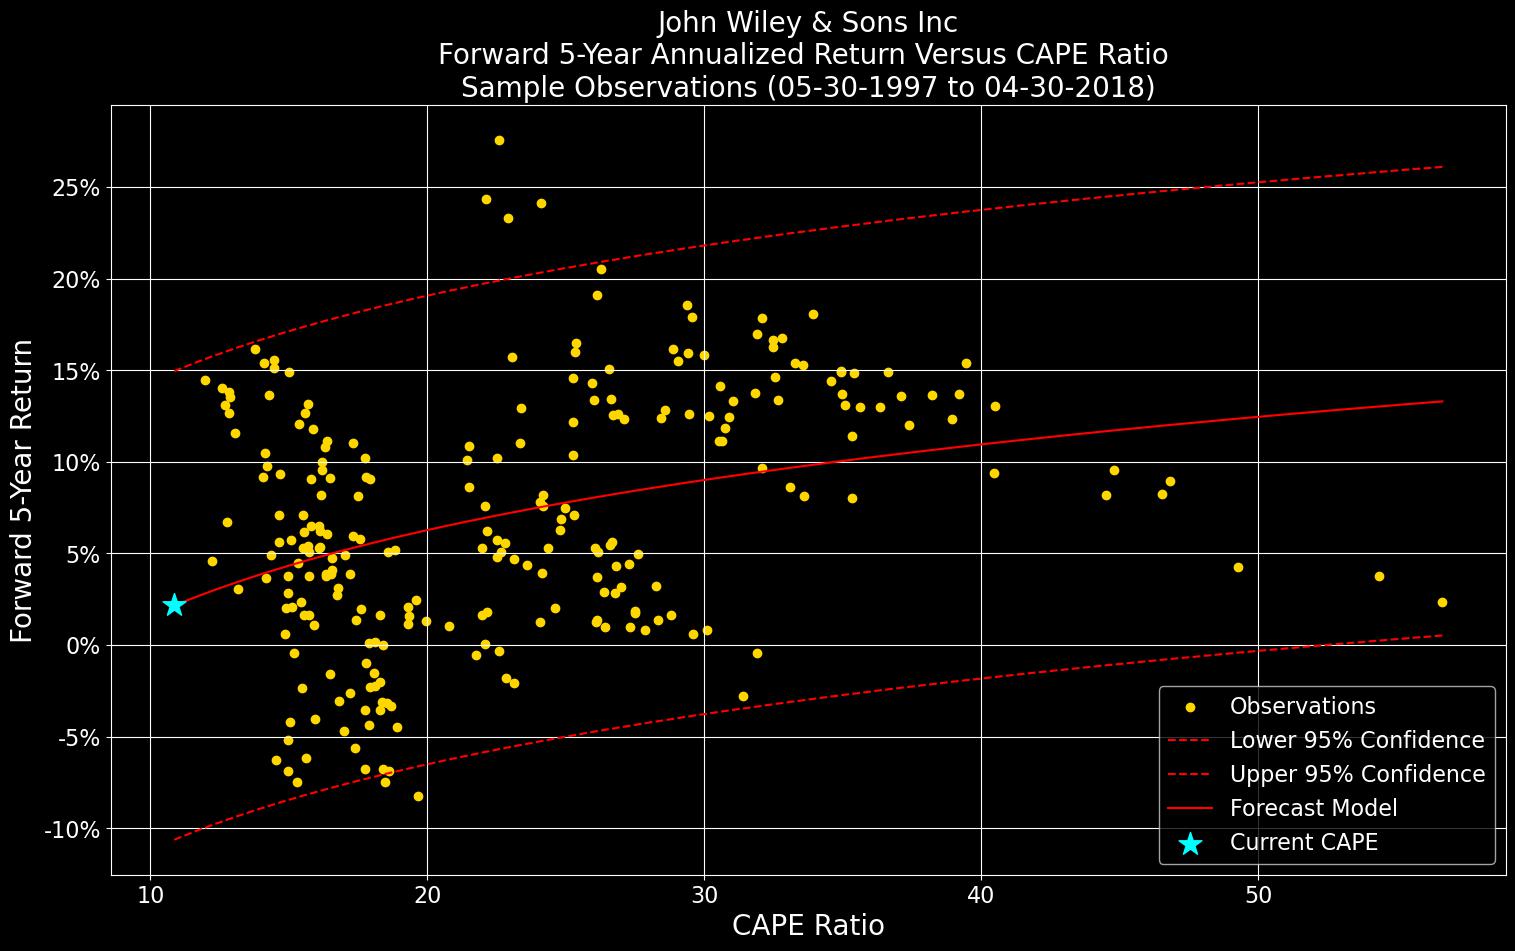 John Wiley & Sons Inc
Forward 5-Year Annualized Return Versus CAPE Ratio
Sample Observations (05-30-1997 to 04-30-2018)
Forward 5-Year Return
25%
20%
15%
10%
5%
0%
-5%
-10%
10
20
30
40
50
CAPE Ratio
Observations
Lower 95% Confidence
Upper 95% Confidence
Forecast Model
Current CAPE